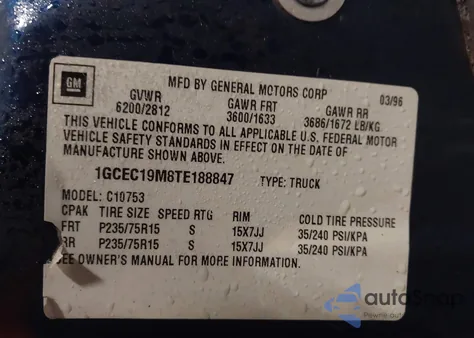 GM
MFD BY GENERAL MOTORS CORP 03/96
GVWR GAWR FRT GAWR RR
6200/2812 3600/1633 3686/1672 LB/KG
THIS VEHICLE CONFORMS TO ALL APPLICABLE U.S. FEDERAL MOTOR
VEHICLE SAFETY STANDARDS IN EFFECT ON THE DATE OF
MANUFACTURE SHOWN ABOVE.
1GCEC19M8TE188847 TYPE: TRUCK
MODEL: C10753
CPAK TIRE SIZE SPEED RTG RIM COLD TIRE PRESSURE
FRT P235/75R15 S 15X7JJ 35/240 PSI/KPA
RR P235/75R15 S 15X7JJ 35/240 PSI/KPA
SEE OWNER'S MANUAL FOR MORE INFORMATION.
autoSnap